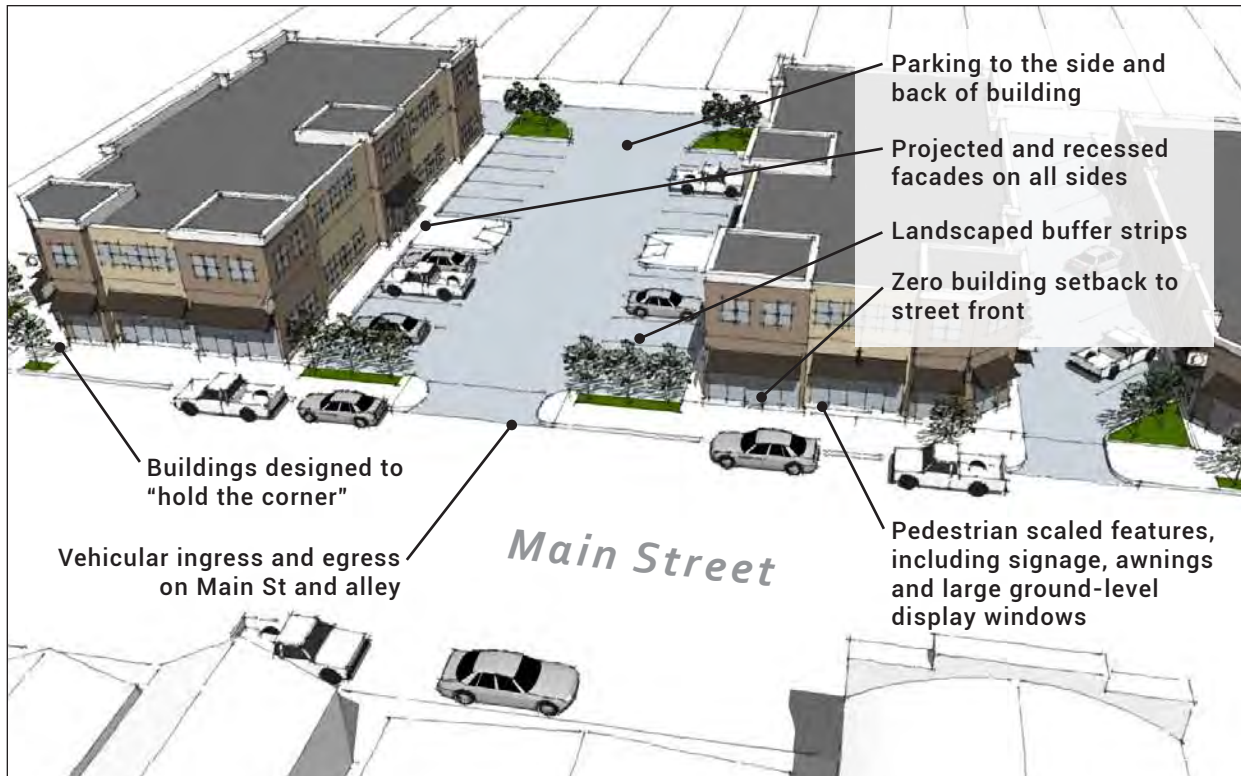 Parking to the side and
back of building
Projected and recessed
facades on all sides
Landscaped buffer strips
Zero building setback to
street front
Buildings designed to
“hold the corner”
Vehicular ingress and egress
on Main St and alley
Main Street
Pedestrian scaled features,
including signage, awnings
and large ground-level
display windows